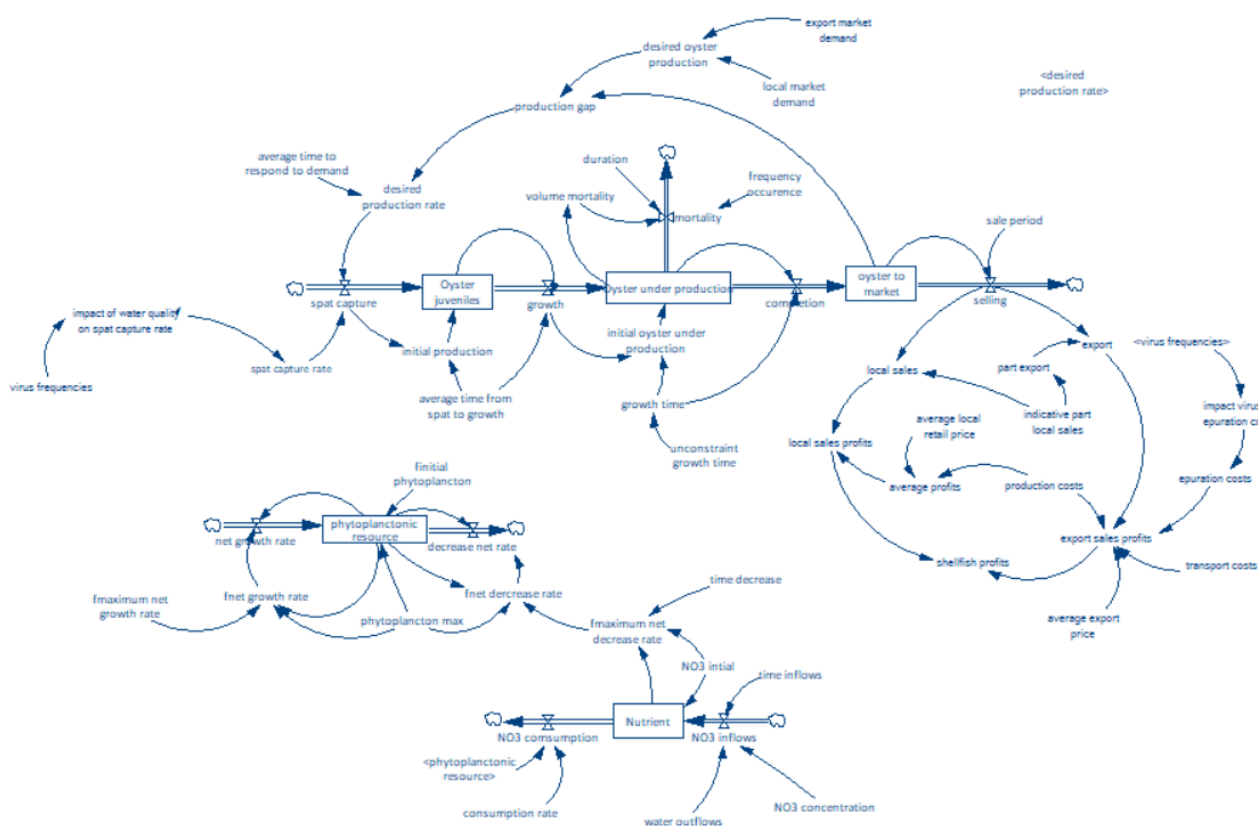 export market
demand
desired oyster
production
local market
demand
<desired
production rate>
production gap
average time to
respond to demand
desired
production rate
duration
volume mortality
frequency
occurence
mortality
sale period
spat capture
Oyster
juveniles
growth
Oyster under production
completion
oyster to
market
selling
impact of water quality
on spat capture rate
virus frequencies
spat capture rate
initial production
initial oyster under
production
average time from
spat to growth
growth time
unconstraint
growth time
export
<virus frequencies>
local sales
part export
indicative part
local sales
impact virus
epuration co
average local
retail price
local sales profits
average profits
production costs
epuration costs
export sales profits
shellfish profits
transport costs
average export
price
finitial
phytoplancton
net growth rate
phytoplanctonic
resource
decrease net rate
fnet growth rate
fnet dercrease rate
fmaximum net
growth rate
phytoplancton max
time decrease
fmaximum net
decrease rate
NO3 intial
time inflows
Nutrient
NO3 comsumption
NO3 inflows
<phytoplanctonic
resource>
consumption rate
water outflows
NO3 concentration